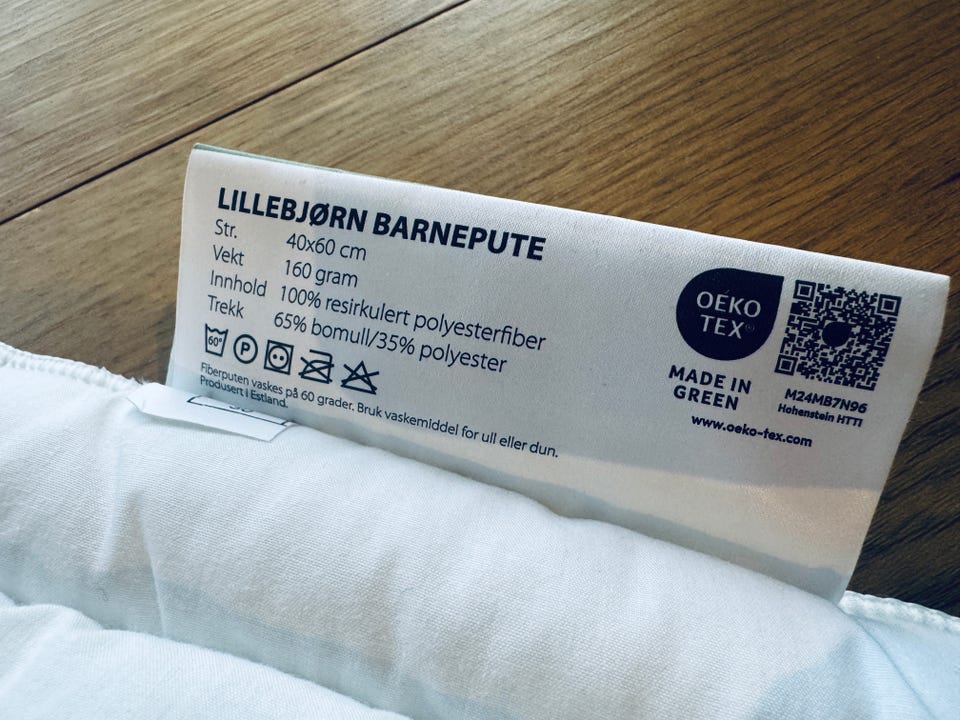 LILLEBJØRN BARNEPUTE
Str. 40x60 cm
Vekt 160 gram
Innhold 100% resirkulert polyesterfiber
Trekk 65% bomull/35% polyester
60° P
Fiberputen vaskes på 60 grader. Bruk vaskemiddel for ull eller dun.
Produsert i Estland.
OEKO
TEX®
MADE IN
GREEN
M24MB7N96
Hohenstein HTTI
www.oeko-tex.com